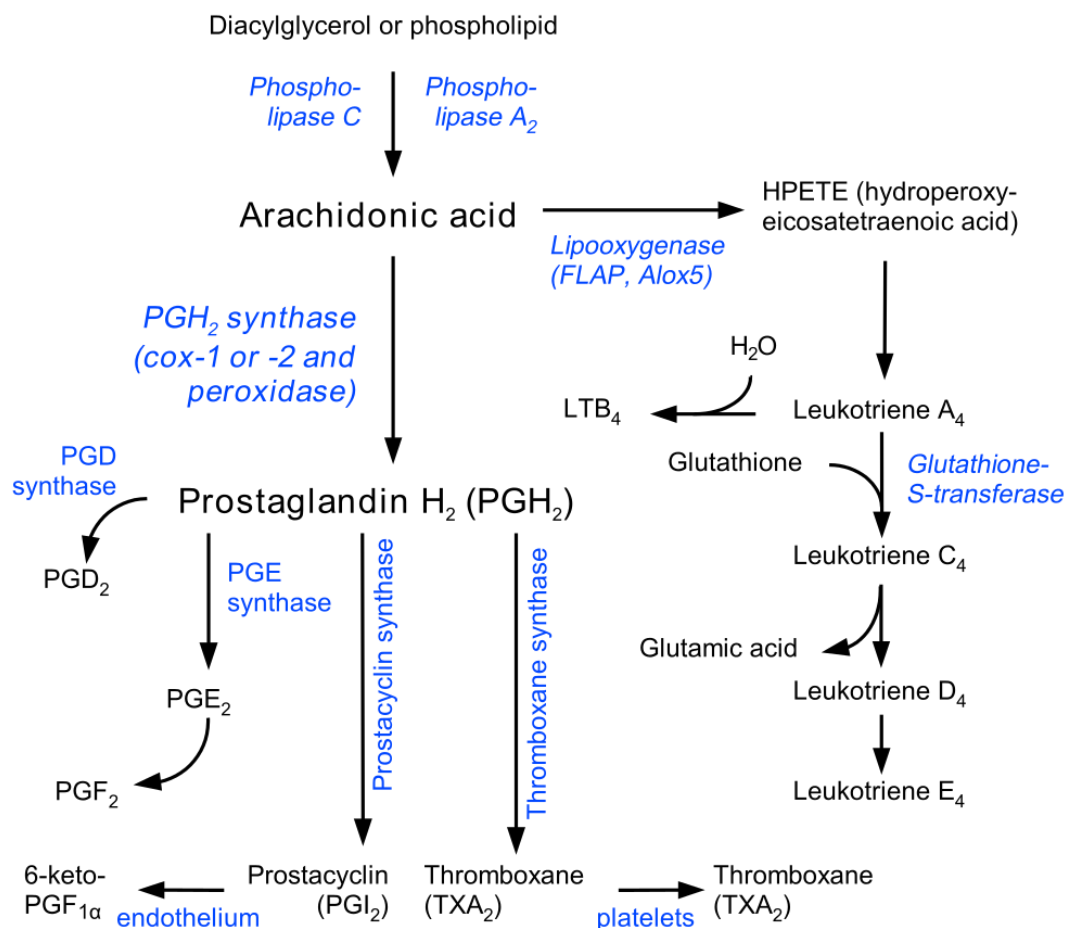 Diacylglycerol or phospholipid
Phospho-
lipase C
Phospho-
lipase A₂
Arachidonic acid
HPETE (hydroperoxy-
eicosatetraenoic acid)
Lipooxygenase
(FLAP, Alox5)
PGH₂ synthase
(cox-1 or -2 and
peroxidase)
H₂O
LTB₄
Leukotriene A₄
Glutathione
Glutathione-
S-transferase
PGD
synthase
Prostaglandin H₂ (PGH₂)
PGD₂
PGE
synthase
Prostacyclin synthase
Thromboxane synthase
Leukotriene C₄
Glutamic acid
Leukotriene D₄
PGE₂
PGF₂
Leukotriene E₄
6-keto-
PGF₁α
endothelium
Prostacyclin
(PGI₂)
Thromboxane
(TXA₂)
platelets
Thromboxane
(TXA₂)